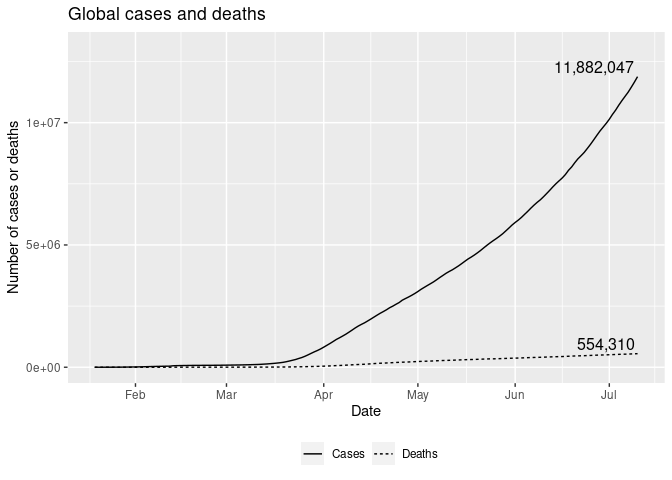 Global cases and deaths
11,882,047
1e+07
5e+06
554,310
0e+00
Number of cases or deaths
Feb Mar Apr May Jun Jul
Date
Cases Deaths